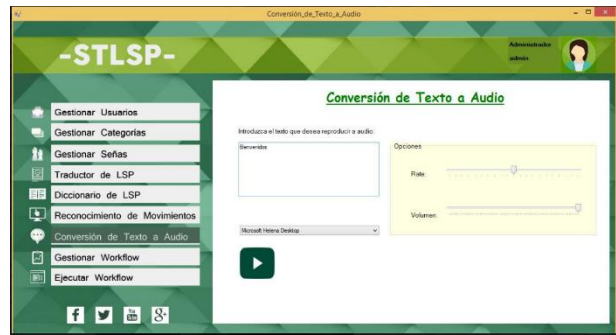 Conversión_de_Texto_a_Audio
-STLSP-
Administrador
admin
Gestionar Usuarios
Gestionar Categorías
Gestionar Señas
Traductor de LSP
Diccionario de LSP
Reconocimiento de Movimientos
Conversión de Texto a Audio
Gestionar Workflow
Ejecutar Workflow
Conversión de Texto a Audio
Introduzca el texto que desea reproducir a audio:
Bienvenidos
Microsoft Helena Desktop
Opciones
Rate:
Volumen: